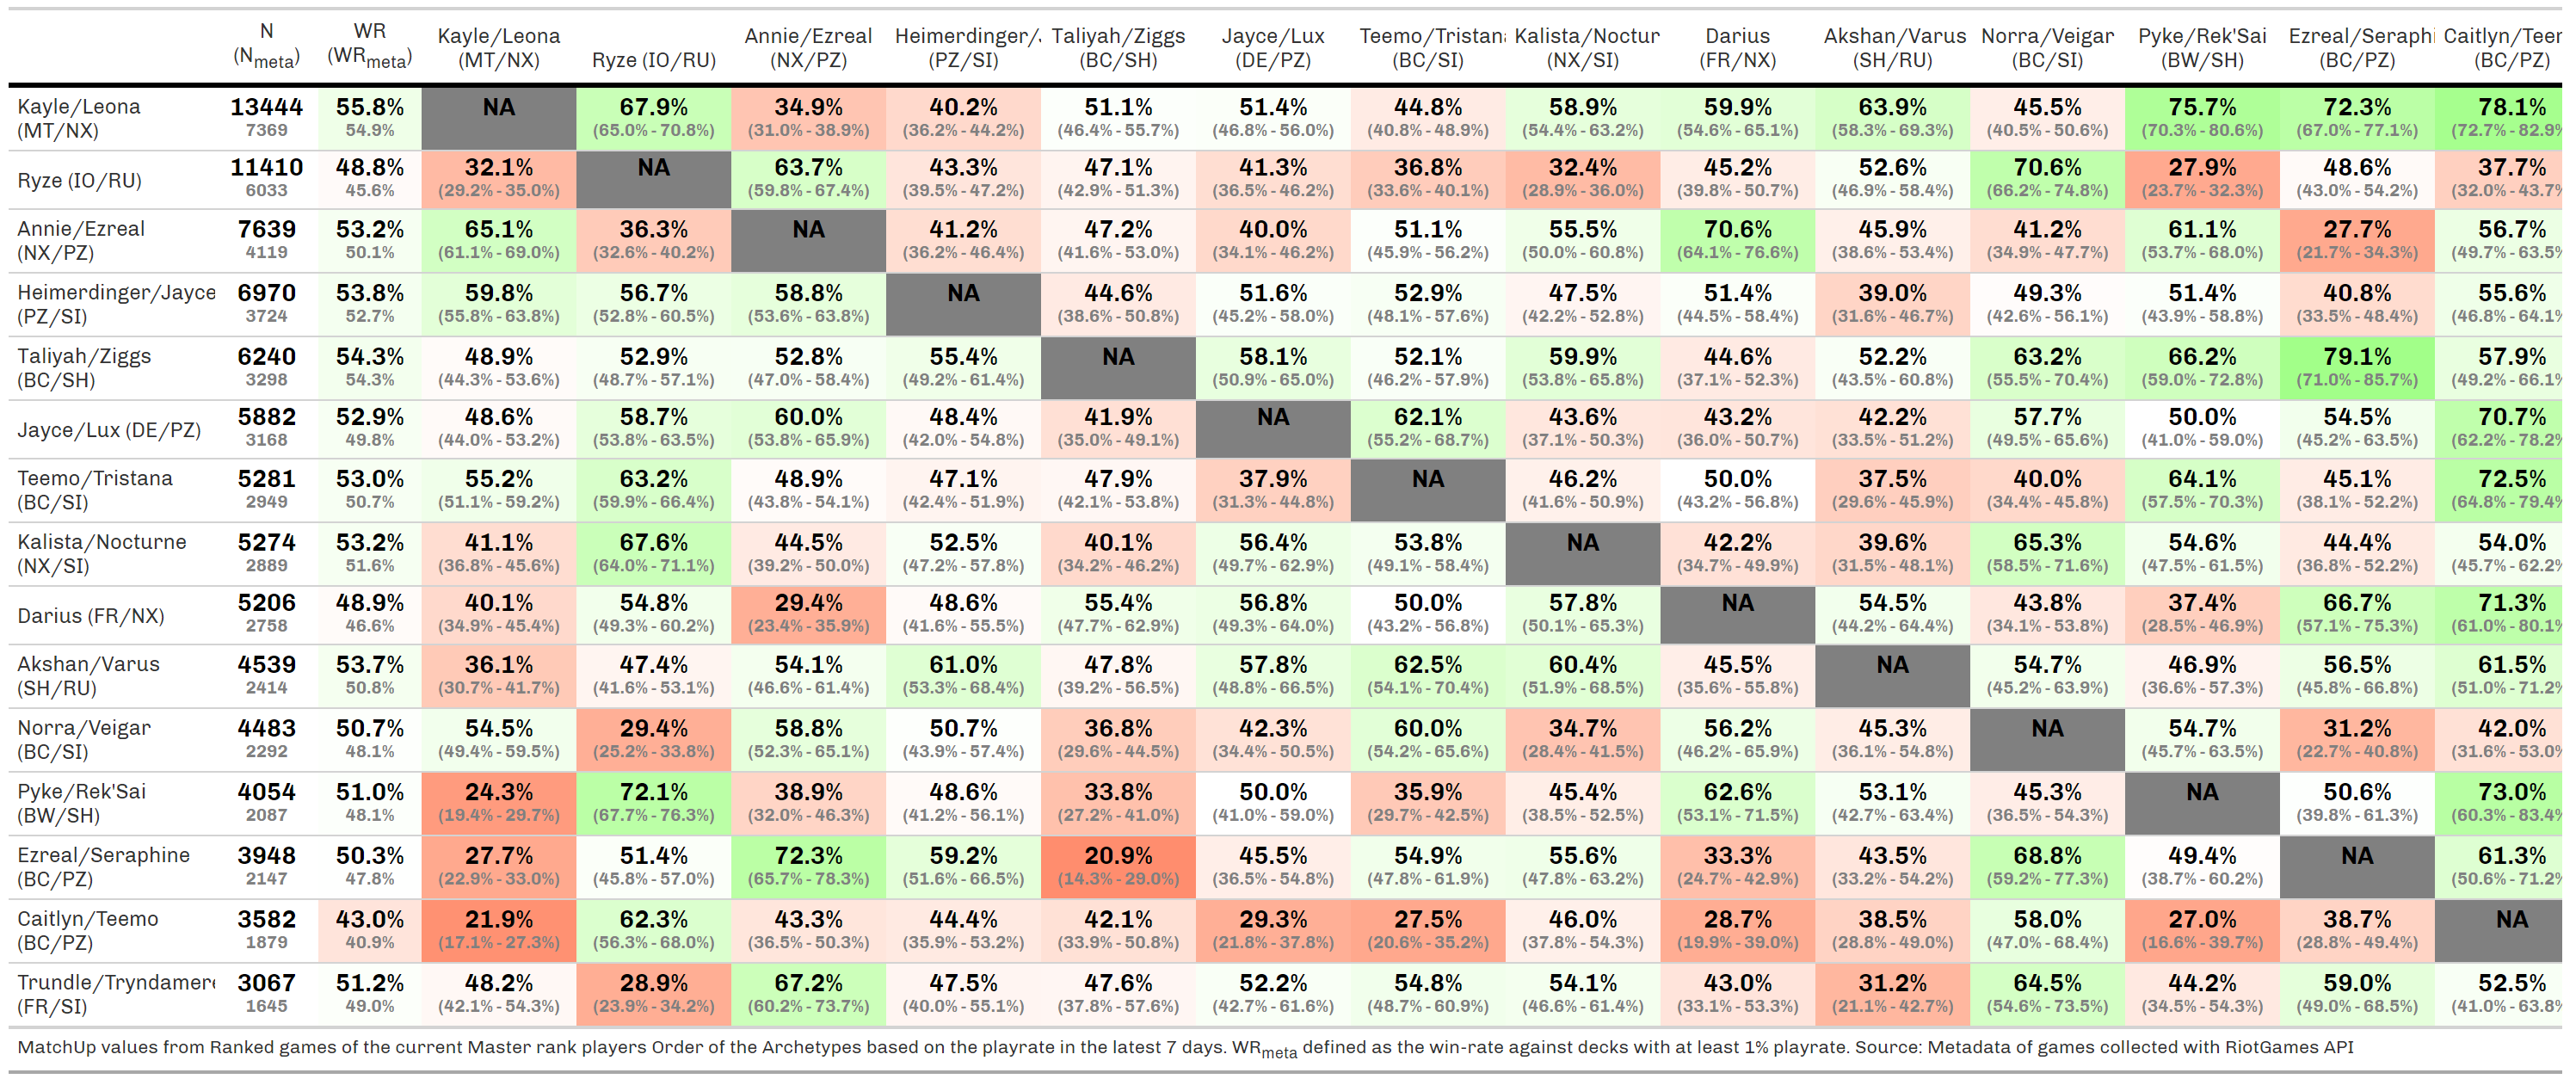 N WR Kayle/Leona Annie/Ezreal Heimerdinger/J Taliyah/Ziggs Jayce/Lux Teemo/Tristana Kalista/Noctur Darius Akshan/Varus Norra/Veigar Pyke/Rek'Sai Ezreal/Seraphi Caitlyn/Teer
(Nmeta) (WRmeta) (MT/NX) Ryze (IO/RU) (NX/PZ) (PZ/SI) (BC/SH) (DE/PZ) (BC/SI) (NX/SI) (FR/NX) (SH/RU) (BC/SI) (BW/SH) (BC/PZ) (BC/PZ)
Kayle/Leona 13444 55.8% NA 67.9% 34.9% 40.2% 51.1% 51.4% 44.8% 58.9% 59.9% 63.9% 45.5% 75.7% 72.3% 78.1%
(MT/NX) 7369 54.9% (65.0% - 70.8%) (31.0% - 38.9%) (36.2% - 44.2%) (46.4% - 55.7%) (46.8% - 56.0%) (40.8% - 48.9%) (54.4% - 63.2%) (54.6% - 65.1%) (58.3% - 69.3%) (40.5% - 50.6%) (70.3% - 80.6%) (67.0% - 77.1%) (72.7% - 82.9%
Ryze (IO/RU) 11410 48.8% 32.1% NA 63.7% 43.3% 47.1% 41.3% 36.8% 32.4% 45.2% 52.6% 70.6% 27.9% 48.6% 37.7%
6033 45.6% (29.2% - 35.0%) (59.8% - 67.4%) (39.5% - 47.2%) (42.9% - 51.3%) (36.5% - 46.2%) (33.6% - 40.1%) (28.9% - 36.0%) (39.8% - 50.7%) (46.9% - 58.4%) (66.2% - 74.8%) (23.7% - 32.3%) (43.0% - 54.2%) (32.0% - 43.7%
Annie/Ezreal 7639 53.2% 65.1% 36.3% NA 41.2% 47.2% 40.0% 51.1% 55.5% 70.6% 45.9% 41.2% 61.1% 27.7% 56.7%
(NX/PZ) 4119 50.1% (61.1% - 69.0%) (32.6% - 40.2%) (36.2% - 46.4%) (41.6% - 53.0%) (34.1% - 46.2%) (45.9% - 56.2%) (50.0% - 60.8%) (64.1% - 76.6%) (38.6% - 53.4%) (34.9% - 47.7%) (53.7% - 68.0%) (21.7% - 34.3%) (49.7% - 63.5%
Heimerdinger/Jayce 6970 53.8% 59.8% 56.7% 58.8% NA 44.6% 51.6% 52.9% 47.5% 51.4% 39.0% 49.3% 51.4% 40.8% 55.6%
(PZ/SI) 3724 52.7% (55.8% - 63.8%) (52.8% - 60.5%) (53.6% - 63.8%) (38.6% - 50.8%) (45.2% - 58.0%) (48.1% - 57.6%) (42.2% - 52.8%) (44.5% - 58.4%) (31.6% - 46.7%) (42.6% - 56.1%) (43.9% - 58.8%) (33.5% - 48.4%) (46.8% - 64.1%
Taliyah/Ziggs 6240 54.3% 48.9% 52.9% 52.8% 55.4% NA 58.1% 52.1% 59.9% 44.6% 52.2% 63.2% 66.2% 79.1% 57.9%
(BC/SH) 3298 54.3% (44.3% - 53.6%) (48.7% - 57.1%) (47.0% - 58.4%) (49.2% - 61.4%) (50.9% - 65.0%) (46.2% - 57.9%) (53.8% - 65.8%) (37.1% - 52.3%) (43.5% - 60.8%) (55.5% - 70.4%) (59.0% - 72.8%) (71.0% - 85.7%) (49.2% - 66.1%
Jayce/Lux (DE/PZ) 5882 52.9% 48.6% 58.7% 60.0% 48.4% 41.9% NA 62.1% 43.6% 43.2% 42.2% 57.7% 50.0% 54.5% 70.7%
3168 49.8% (44.0% - 53.2%) (53.8% - 63.5%) (53.8% - 65.9%) (42.0% - 54.8%) (35.0% - 49.1%) (55.2% - 68.7%) (37.1% - 50.3%) (36.0% - 50.7%) (33.5% - 51.2%) (49.5% - 65.6%) (41.0% - 59.0%) (45.2% - 63.5%) (62.2% - 78.2%
Teemo/Tristana 5281 53.0% 55.2% 63.2% 48.9% 47.1% 47.9% 37.9% NA 46.2% 50.0% 37.5% 40.0% 64.1% 45.1% 72.5%
(BC/SI) 2949 50.7% (51.1% - 59.2%) (59.9% - 66.4%) (43.8% - 54.1%) (42.4% - 51.9%) (42.1% - 53.8%) (31.3% - 44.8%) (41.6% - 50.9%) (43.2% - 56.8%) (29.6% - 45.9%) (34.4% - 45.8%) (57.5% - 70.3%) (38.1% - 52.2%) (64.8% - 79.4%
Kalista/Nocturne 5274 53.2% 41.1% 67.6% 44.5% 52.5% 40.1% 56.4% 53.8% NA 42.2% 39.6% 65.3% 54.6% 44.4% 54.0%
(NX/SI) 2889 51.6% (36.8% - 45.6%) (64.0% - 71.1%) (39.2% - 50.0%) (47.2% - 57.8%) (34.2% - 46.2%) (49.7% - 62.9%) (49.1% - 58.4%) (34.7% - 49.9%) (31.5% - 48.1%) (58.5% - 71.6%) (47.5% - 61.5%) (36.8% - 52.2%) (45.7% - 62.2%
Darius (FR/NX) 5206 48.9% 40.1% 54.8% 29.4% 48.6% 55.4% 56.8% 50.0% 57.8% NA 54.5% 43.8% 37.4% 66.7% 71.3%
2758 46.6% (34.9% - 45.4%) (49.3% - 60.2%) (23.4% - 35.9%) (41.6% - 55.5%) (47.7% - 62.9%) (49.3% - 64.0%) (43.2% - 56.8%) (50.1% - 65.3%) (44.2% - 64.4%) (34.1% - 53.8%) (28.5% - 46.9%) (57.1% - 75.3%) (61.0% - 80.1%
Akshan/Varus 4539 53.7% 36.1% 47.4% 54.1% 61.0% 47.8% 57.8% 62.5% 60.4% 45.5% NA 54.7% 46.9% 56.5% 61.5%
(SH/RU) 2414 50.8% (30.7% - 41.7%) (41.6% - 53.1%) (46.6% - 61.4%) (53.3% - 68.4%) (39.2% - 56.5%) (48.8% - 66.5%) (54.1% - 70.4%) (51.9% - 68.5%) (35.6% - 55.8%) (45.2% - 63.9%) (36.6% - 57.3%) (45.8% - 66.8%) (51.0% - 71.2%
Norra/Veigar 4483 50.7% 54.5% 29.4% 58.8% 50.7% 36.8% 42.3% 60.0% 34.7% 56.2% 45.3% NA 54.7% 31.2% 42.0%
(BC/SI) 2292 48.1% (49.4% - 59.5%) (25.2% - 33.8%) (52.3% - 65.1%) (43.9% - 57.4%) (29.6% - 44.5%) (34.4% - 50.5%) (54.2% - 65.6%) (28.4% - 41.5%) (46.2% - 65.9%) (36.1% - 54.8%) (45.7% - 63.5%) (22.7% - 40.8%) (31.6% - 53.0%
Pyke/Rek'Sai 4054 51.0% 24.3% 72.1% 38.9% 48.6% 33.8% 50.0% 35.9% 45.4% 62.6% 53.1% 45.3% NA 50.6% 73.0%
(BW/SH) 2087 48.1% (19.4% - 29.7%) (67.7% - 76.3%) (32.0% - 46.3%) (41.2% - 56.1%) (27.2% - 41.0%) (41.0% - 59.0%) (29.7% - 42.5%) (38.5% - 52.5%) (53.1% - 71.5%) (42.7% - 63.4%) (36.5% - 54.3%) (39.8% - 61.3%) (60.3% - 83.4%
Ezreal/Seraphine 3948 50.3% 27.7% 51.4% 72.3% 59.2% 20.9% 45.5% 54.9% 55.6% 33.3% 43.5% 68.8% 49.4% NA 61.3%
(BC/PZ) 2147 47.8% (22.9% - 33.0%) (45.8% - 57.0%) (65.7% - 78.3%) (51.6% - 66.5%) (14.3% - 29.0%) (36.5% - 54.8%) (47.8% - 61.9%) (47.8% - 63.2%) (24.7% - 42.9%) (33.2% - 54.2%) (59.2% - 77.3%) (38.7% - 60.2%) (50.6% - 71.2%
Caitlyn/Teemo 3582 43.0% 21.9% 62.3% 43.3% 44.4% 42.1% 29.3% 27.5% 46.0% 28.7% 38.5% 58.0% 27.0% 38.7% NA
(BC/PZ) 1879 40.9% (17.1% - 27.3%) (56.3% - 68.0%) (36.5% - 50.3%) (35.9% - 53.2%) (33.9% - 50.8%) (21.8% - 37.8%) (20.6% - 35.2%) (37.8% - 54.3%) (19.9% - 39.0%) (28.8% - 49.0%) (47.0% - 68.4%) (16.6% - 39.7%) (28.8% - 49.4%)
Trundle/Tryndamere 3067 51.2% 48.2% 28.9% 67.2% 47.5% 47.6% 52.2% 54.8% 54.1% 43.0% 31.2% 64.5% 44.2% 59.0% 52.5%
(FR/SI) 1645 49.0% (42.1% - 54.3%) (23.9% - 34.2%) (60.2% - 73.7%) (40.0% - 55.1%) (37.8% - 57.6%) (42.7% - 61.6%) (48.7% - 60.9%) (46.6% - 61.4%) (33.1% - 53.3%) (21.1% - 42.7%) (54.6% - 73.5%) (34.5% - 54.3%) (49.0% - 68.5%) (41.0% - 63.8%
MatchUp values from Ranked games of the current Master rank players Order of the Archetypes based on the playrate in the latest 7 days. WRmeta defined as the win-rate against decks with at least 1% playrate. Source: Metadata of games collected with RiotGames API